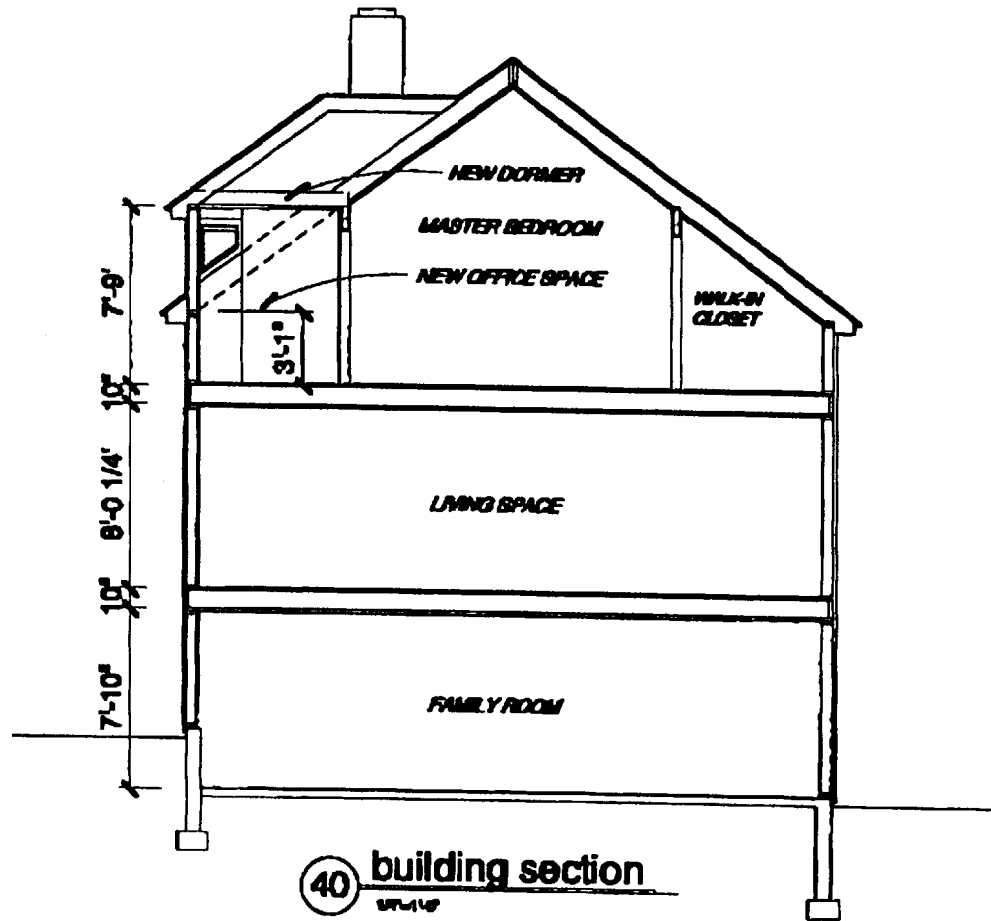 NEW DORMER
MASTER BEDROOM
NEW OFFICE SPACE
WALK-IN
CLOSET
7'-9'
3'-1"
10"
8'-0 1/4'
LIVING SPACE
10"
7'-10"
FAMILY ROOM
40 building section